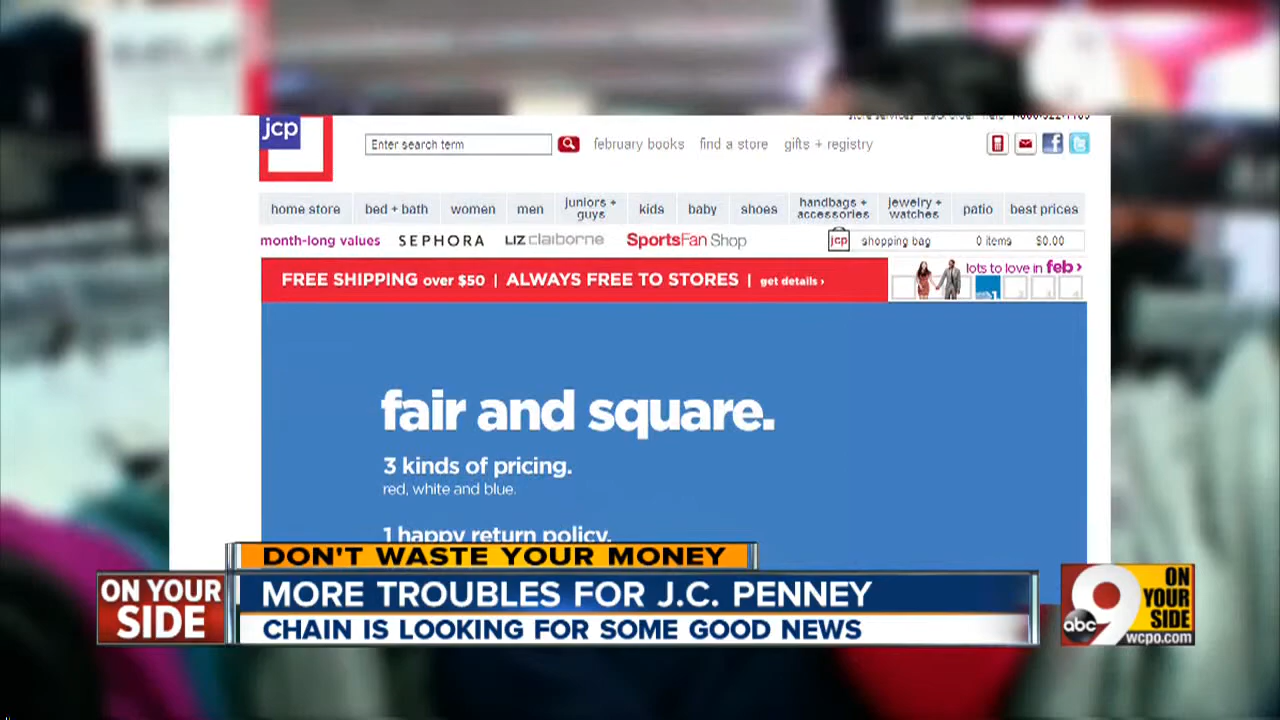 jcp
Enter search term
february books find a store gifts + registry
home store bed + bath women men juniors + guys kids baby shoes handbags + accessories jewelry + watches patio best prices
month-long values SEPHORA LIZ claiborne SportsFan Shop jcp shopping bag 0 items $0.00
FREE SHIPPING over $50 | ALWAYS FREE TO STORES | get details ›
lots to love in feb ›
1
fair and square.
3 kinds of pricing.
red, white and blue.
1 happy return policy.
DON'T WASTE YOUR MONEY
ON YOUR SIDE
MORE TROUBLES FOR J.C. PENNEY
CHAIN IS LOOKING FOR SOME GOOD NEWS
abc 9 ON YOUR SIDE
wcpo.com